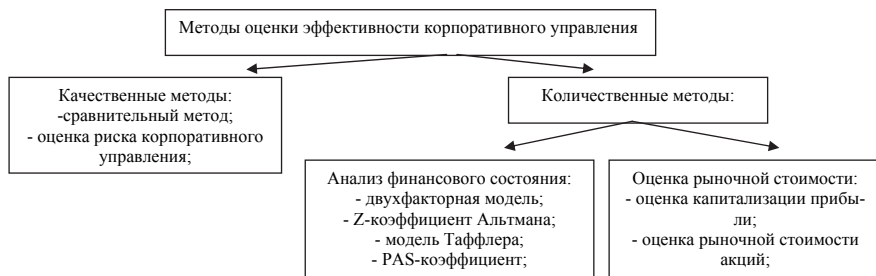 Методы оценки эффективности корпоративного управления
Качественные методы:
-сравнительный метод;
- оценка риска корпоративного
управления;
Количественные методы:
Анализ финансового состояния:
- двухфакторная модель;
- Z-коэффициент Альтмана;
- модель Таффлера;
- PAS-коэффициент;
Оценка рыночной стоимости:
- оценка капитализации прибы-
ли;
- оценка рыночной стоимости
акций;